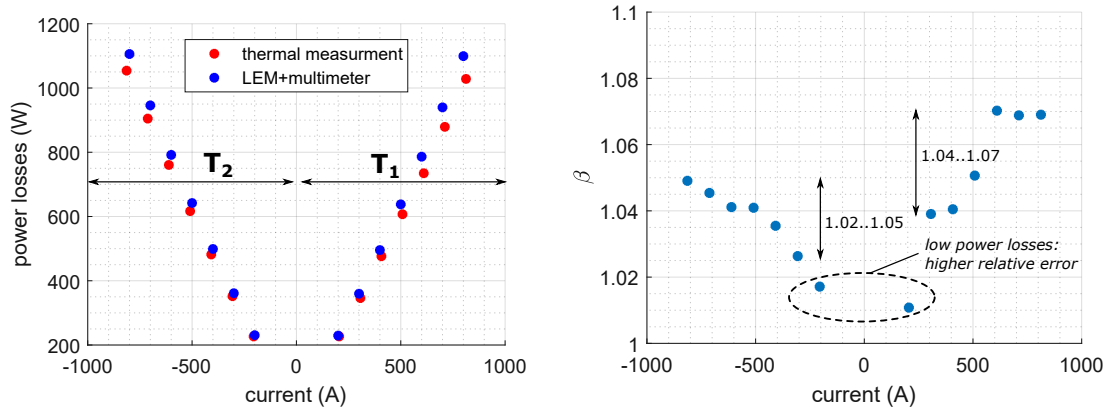 1200
1000
800
600
400
200
-1000
-500
0
500
1000
power losses (W)
current (A)
thermal measurment
LEM+multimeter
T2
T1
1.1
1.08
1.06
1.04
1.02
1
-1000
-500
0
500
1000
β
current (A)
1.04..1.07
1.02..1.05
low power losses:
higher relative error